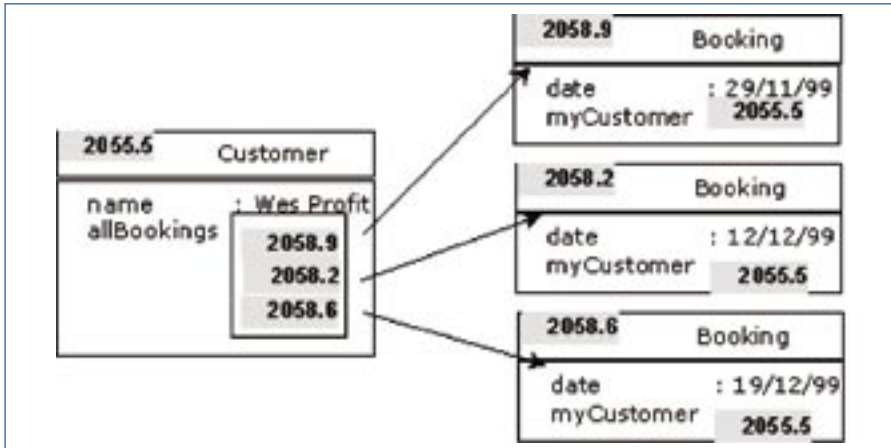 2058.9 Booking
date : 29/11/99
myCustomer 2055.5
2055.5 Customer
name : Wes Profit
allBookings
2058.9
2058.2
2058.6
2058.2 Booking
date : 12/12/99
myCustomer 2055.5
2058.6 Booking
date : 19/12/99
myCustomer 2055.5